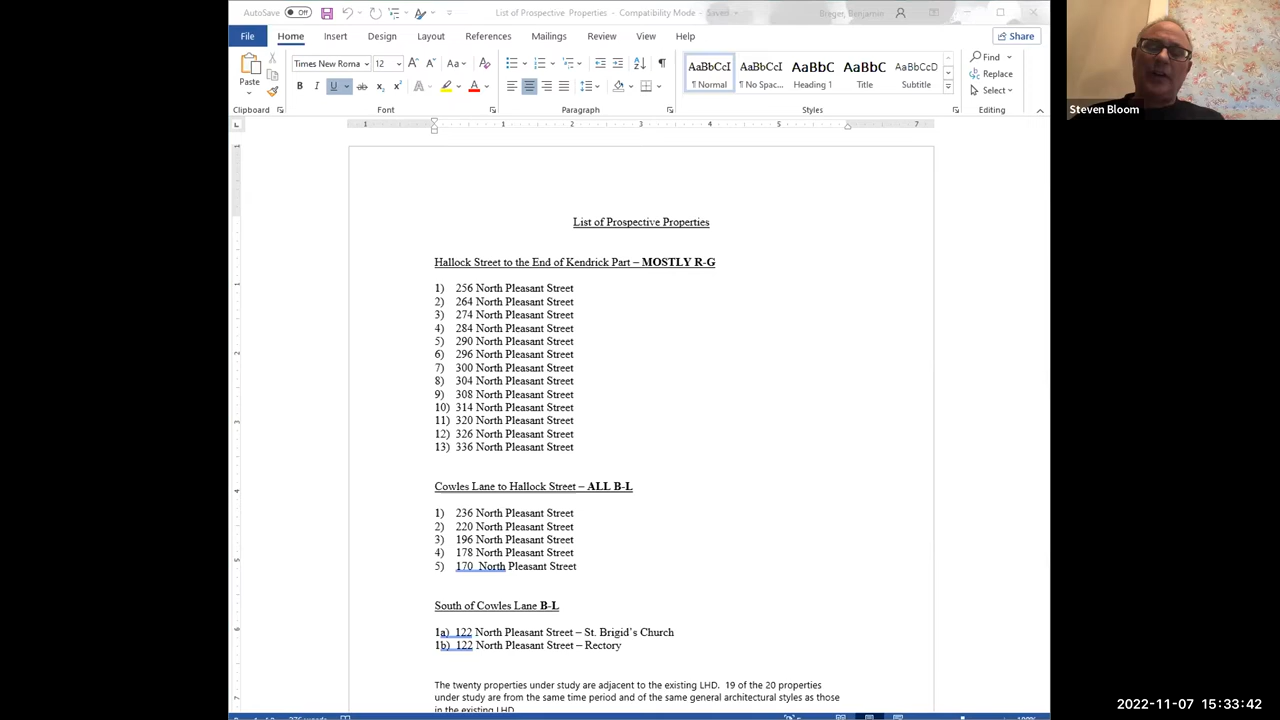 AutoSave Off List of Prospective Properties - Compatibility Mode - Saved Breger, Benjamin
File Home Insert Design Layout References Mailings Review View Help Share
Paste
Clipboard
Times New Roma 12
Font
Paragraph
AaBbCcI AaBbCcI AaBbC AaBbC AaBbCcD
¶ Normal ¶ No Spac... Heading 1 Title Subtitle
Styles
Find
Replace
Select
Editing
Steven Bloom
List of Prospective Properties
Hallock Street to the End of Kendrick Part – MOSTLY R-G
1) 256 North Pleasant Street
2) 264 North Pleasant Street
3) 274 North Pleasant Street
4) 284 North Pleasant Street
5) 290 North Pleasant Street
6) 296 North Pleasant Street
7) 300 North Pleasant Street
8) 304 North Pleasant Street
9) 308 North Pleasant Street
10) 314 North Pleasant Street
11) 320 North Pleasant Street
12) 326 North Pleasant Street
13) 336 North Pleasant Street
Cowles Lane to Hallock Street – ALL B-L
1) 236 North Pleasant Street
2) 220 North Pleasant Street
3) 196 North Pleasant Street
4) 178 North Pleasant Street
5) 170 North Pleasant Street
South of Cowles Lane B-L
1a) 122 North Pleasant Street – St. Brigid's Church
1b) 122 North Pleasant Street – Rectory
The twenty properties under study are adjacent to the existing LHD. 19 of the 20 properties
under study are from the same time period and of the same general architectural styles as those
in the existing LHD
2022-11-07 15:33:42